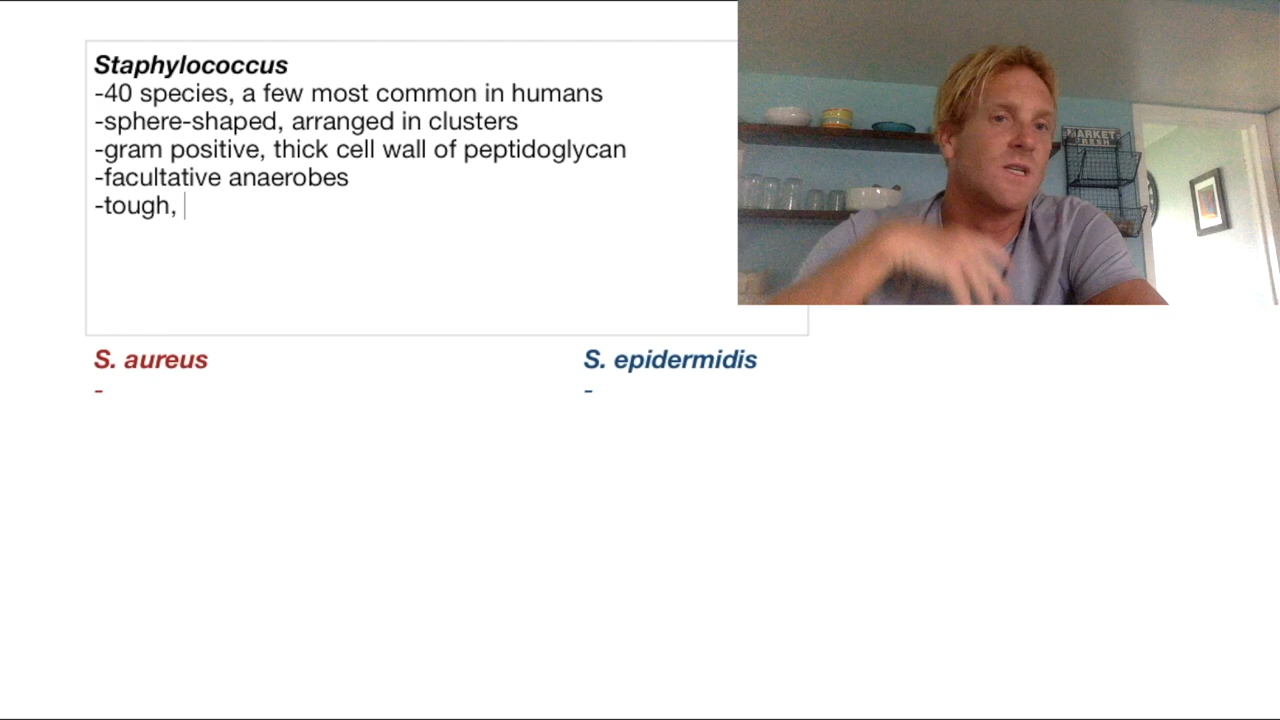 Staphylococcus
-40 species, a few most common in humans
-sphere-shaped, arranged in clusters
-gram positive, thick cell wall of peptidoglycan
-facultative anaerobes
-tough,
MARKET
FRESH
S. aureus
-
S. epidermidis
-